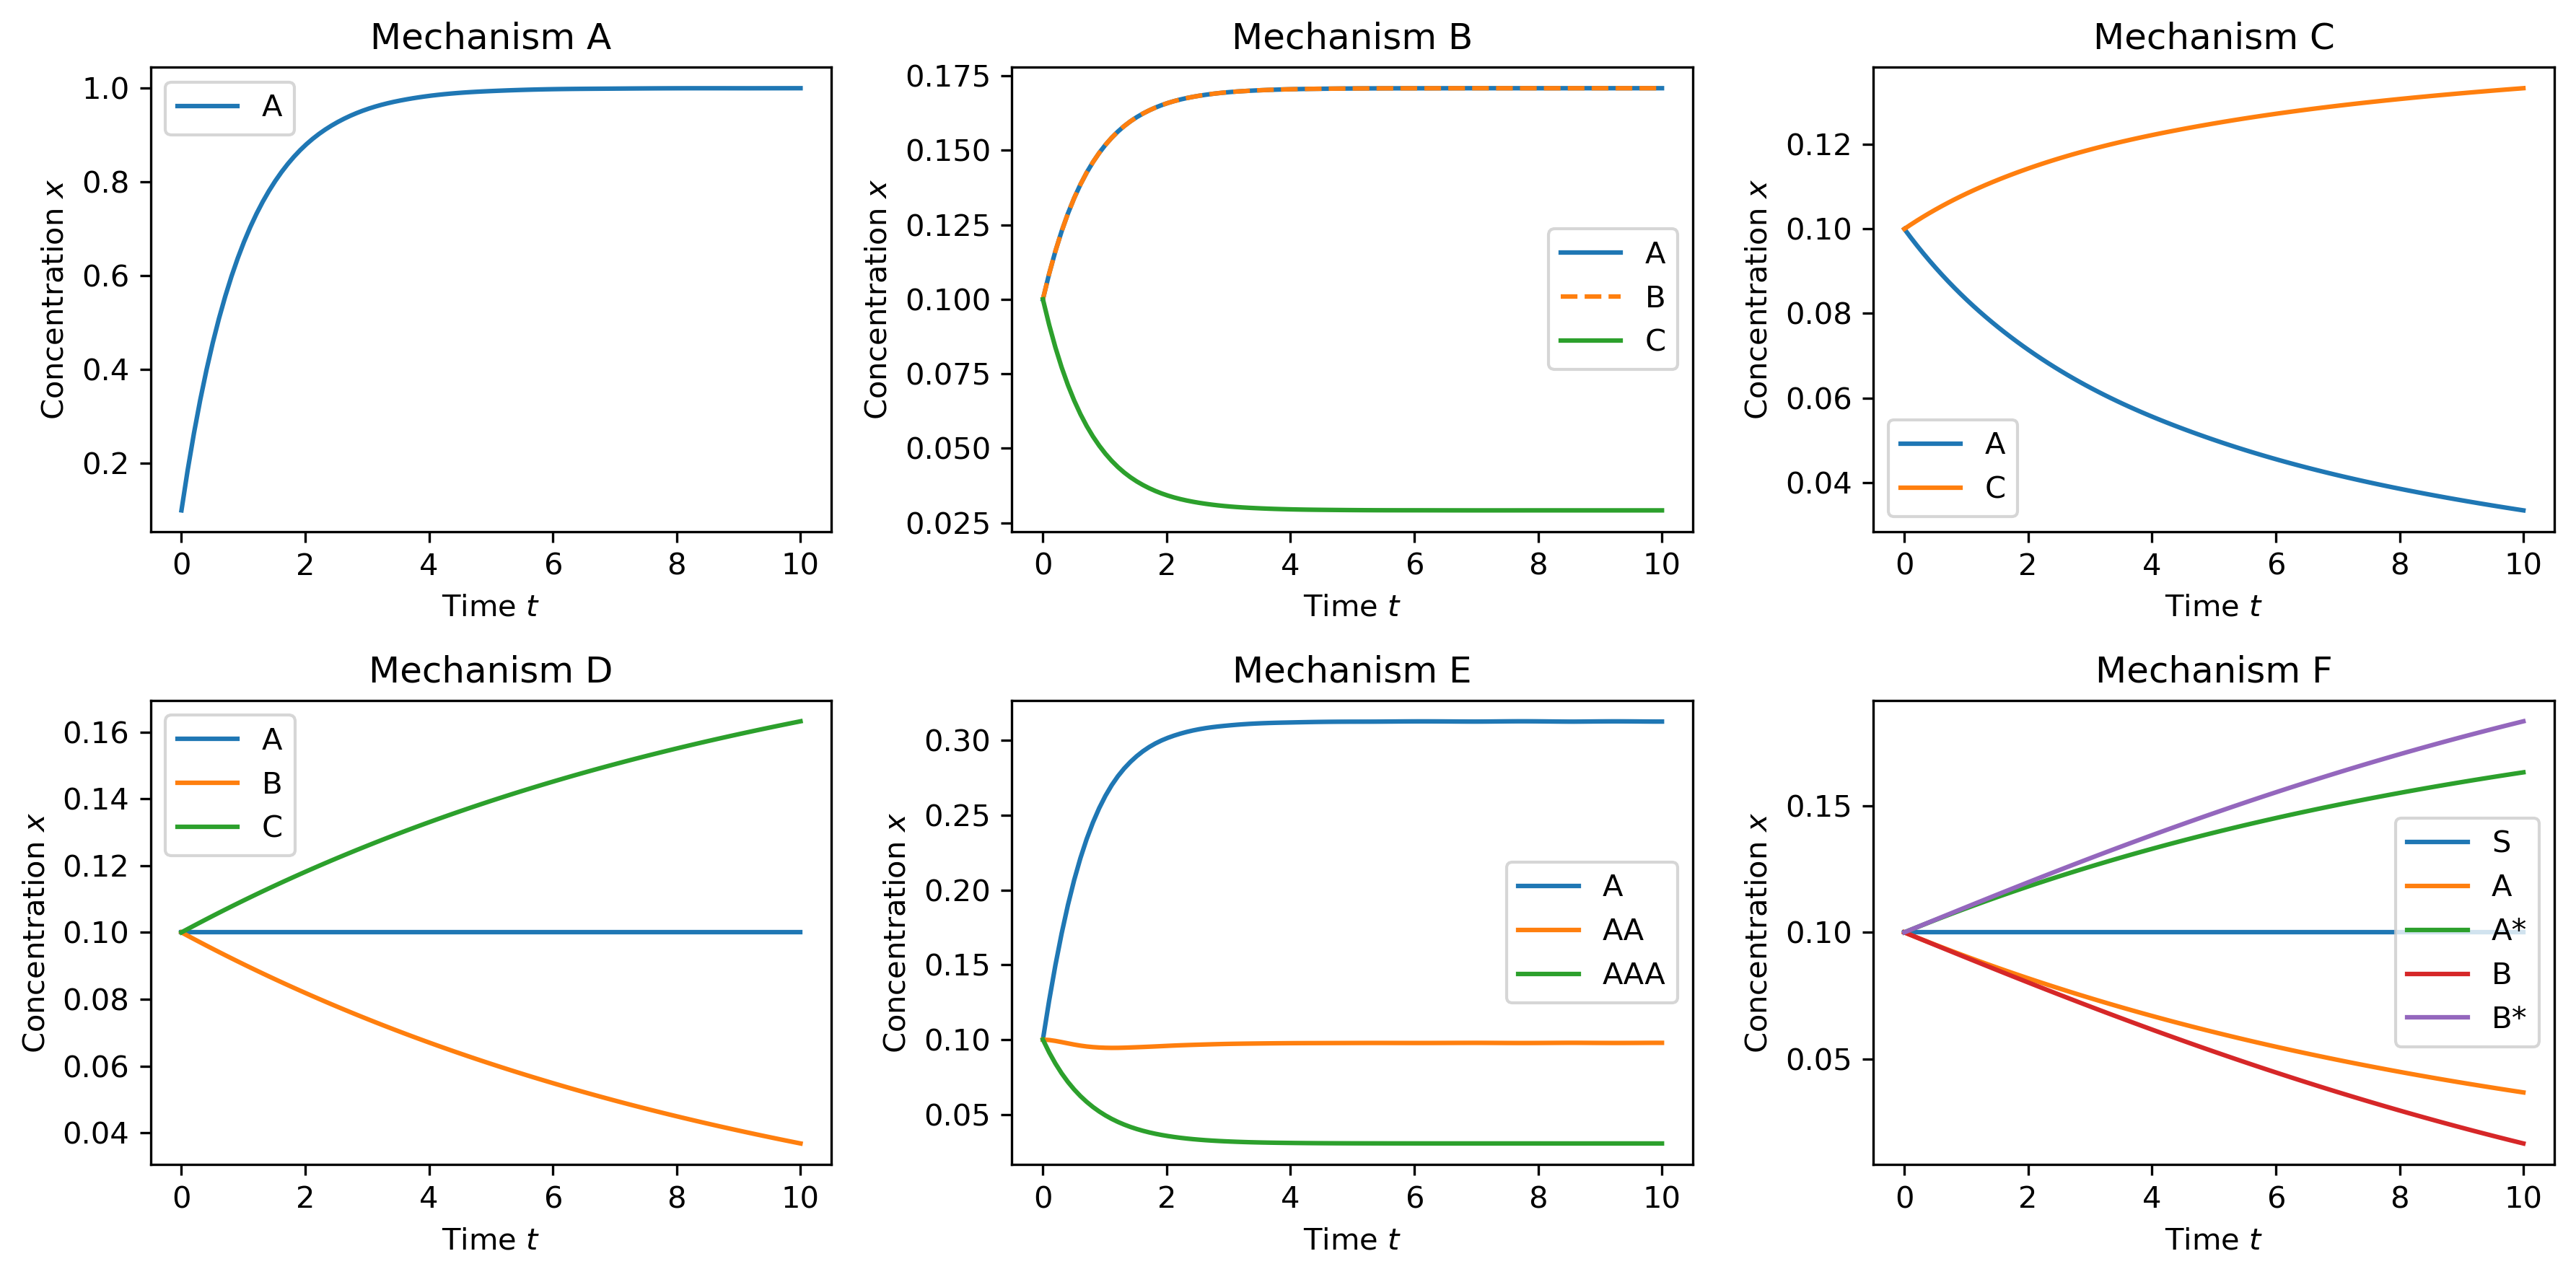 Mechanism A
Concentration x
1.0
0.8
0.6
0.4
0.2
A
0 2 4 6 8 10
Time t
Mechanism B
Concentration x
0.175
0.150
0.125
0.100
0.075
0.050
0.025
A
B
C
0 2 4 6 8 10
Time t
Mechanism C
Concentration x
0.12
0.10
0.08
0.06
0.04
A
C
0 2 4 6 8 10
Time t
Mechanism D
Concentration x
0.16
0.14
0.12
0.10
0.08
0.06
0.04
A
B
C
0 2 4 6 8 10
Time t
Mechanism E
Concentration x
0.30
0.25
0.20
0.15
0.10
0.05
A
AA
AAA
0 2 4 6 8 10
Time t
Mechanism F
Concentration x
0.15
0.10
0.05
S
A
A*
B
B*
0 2 4 6 8 10
Time t